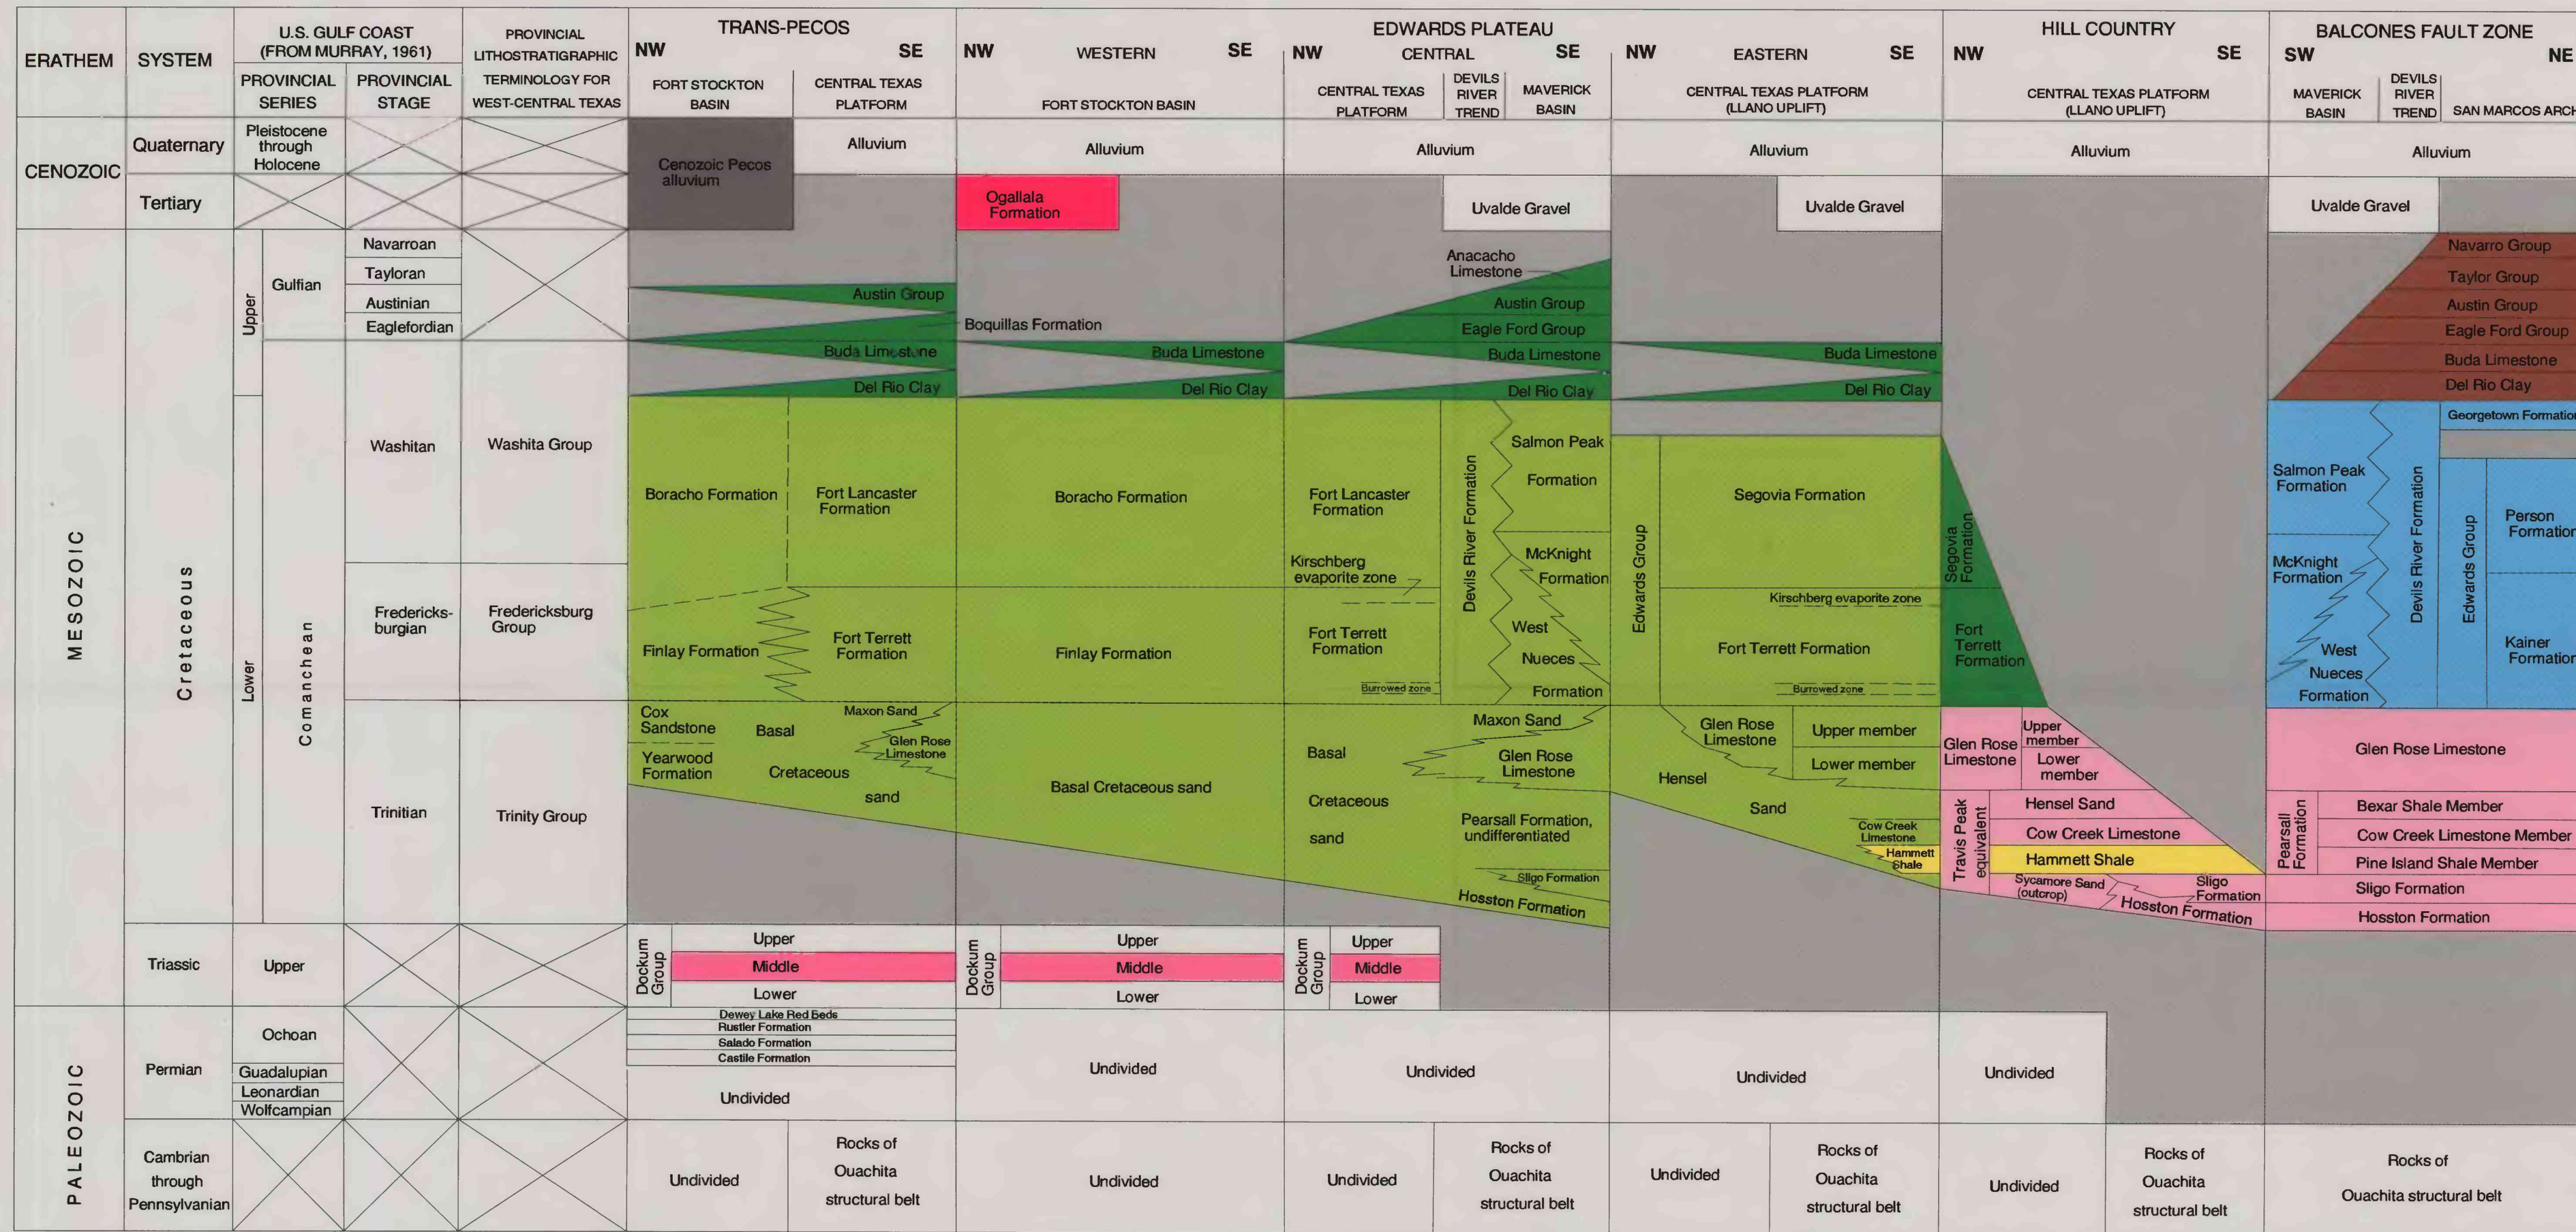 ERATHEM
SYSTEM
U.S. GULF COAST
(FROM MURRAY, 1961)
PROVINCIAL
SERIES
PROVINCIAL
STAGE
PROVINCIAL
LITHOSTRATIGRAPHIC
TERMINOLOGY FOR
WEST-CENTRAL TEXAS
TRANS-PECOS
NW
SE
FORT STOCKTON
BASIN
CENTRAL TEXAS
PLATFORM
EDWARDS PLATEAU
NW
WESTERN
SE
FORT STOCKTON BASIN
NW
CENTRAL
SE
CENTRAL TEXAS
PLATFORM
DEVILS
RIVER
TREND
MAVERICK
BASIN
NW
EASTERN
SE
CENTRAL TEXAS PLATFORM
(LLANO UPLIFT)
HILL COUNTRY
NW
SE
CENTRAL TEXAS PLATFORM
(LLANO UPLIFT)
BALCONES FAULT ZONE
SW
NE
MAVERICK
BASIN
DEVILS
RIVER
TREND
SAN MARCOS ARCH
CENOZOIC
Quaternary
Pleistocene
through
Holocene
Tertiary
Cenozoic Pecos
alluvium
Alluvium
Alluvium
Alluvium
Alluvium
Alluvium
Alluvium
Ogallala
Formation
Uvalde Gravel
Uvalde Gravel
Uvalde Gravel
MESOZOIC
Cretaceous
Upper
Lower
Gulfian
Comanchean
Navarroan
Tayloran
Austinian
Eaglefordian
Washitan
Fredericks-
burgian
Trinitian
Washita Group
Fredericksburg
Group
Trinity Group
Austin Group
Boquillas Formation
Buda Limestone
Del Rio Clay
Boracho Formation
Fort Lancaster
Formation
Finlay Formation
Fort Terrett
Formation
Cox
Sandstone
Yearwood
Formation
Basal
Cretaceous
sand
Maxon Sand
Glen Rose
Limestone
Buda Limestone
Del Rio Clay
Boracho Formation
Finlay Formation
Basal Cretaceous sand
Anacacho
Limestone
Austin Group
Eagle Ford Group
Buda Limestone
Del Rio Clay
Fort Lancaster
Formation
Kirschberg
evaporite zone
Fort Terrett
Formation
Burrowed zone
Devils River Formation
Salmon Peak
Formation
McKnight
Formation
West
Nueces
Formation
Basal
Cretaceous
sand
Maxon Sand
Glen Rose
Limestone
Pearsall Formation,
undifferentiated
Sligo Formation
Hosston Formation
Buda Limestone
Del Rio Clay
Edwards Group
Segovia Formation
Kirschberg evaporite zone
Fort Terrett Formation
Burrowed zone
Glen Rose
Limestone
Upper member
Lower member
Hensel
Sand
Cow Creek
Limestone
Hammett
Shale
Segovia
Formation
Fort
Terrett
Formation
Glen Rose
Limestone
Upper
member
Lower
member
Travis Peak
equivalent
Hensel Sand
Cow Creek Limestone
Hammett Shale
Sycamore Sand
(outcrop)
Sligo
Formation
Hosston Formation
Navarro Group
Taylor Group
Austin Group
Eagle Ford Group
Buda Limestone
Del Rio Clay
Georgetown Formation
Salmon Peak
Formation
McKnight
Formation
West
Nueces
Formation
Devils River Formation
Edwards Group
Person
Formation
Kainer
Formation
Glen Rose Limestone
Pearsall
Formation
Bexar Shale Member
Cow Creek Limestone Member
Pine Island Shale Member
Sligo Formation
Hosston Formation
Triassic
Upper
Dockum
Group
Upper
Middle
Lower
Dockum
Group
Upper
Middle
Lower
Dockum
Group
Upper
Middle
Lower
PALEOZOIC
Permian
Ochoan
Guadalupian
Leonardian
Wolfcampian
Dewey Lake Red Beds
Rustler Formation
Salado Formation
Castile Formation
Undivided
Undivided
Undivided
Undivided
Undivided
Cambrian
through
Pennsylvanian
Undivided
Rocks of
Ouachita
structural belt
Undivided
Undivided
Rocks of
Ouachita
structural belt
Undivided
Rocks of
Ouachita
structural belt
Undivided
Rocks of
Ouachita
structural belt
Rocks of
Ouachita structural belt